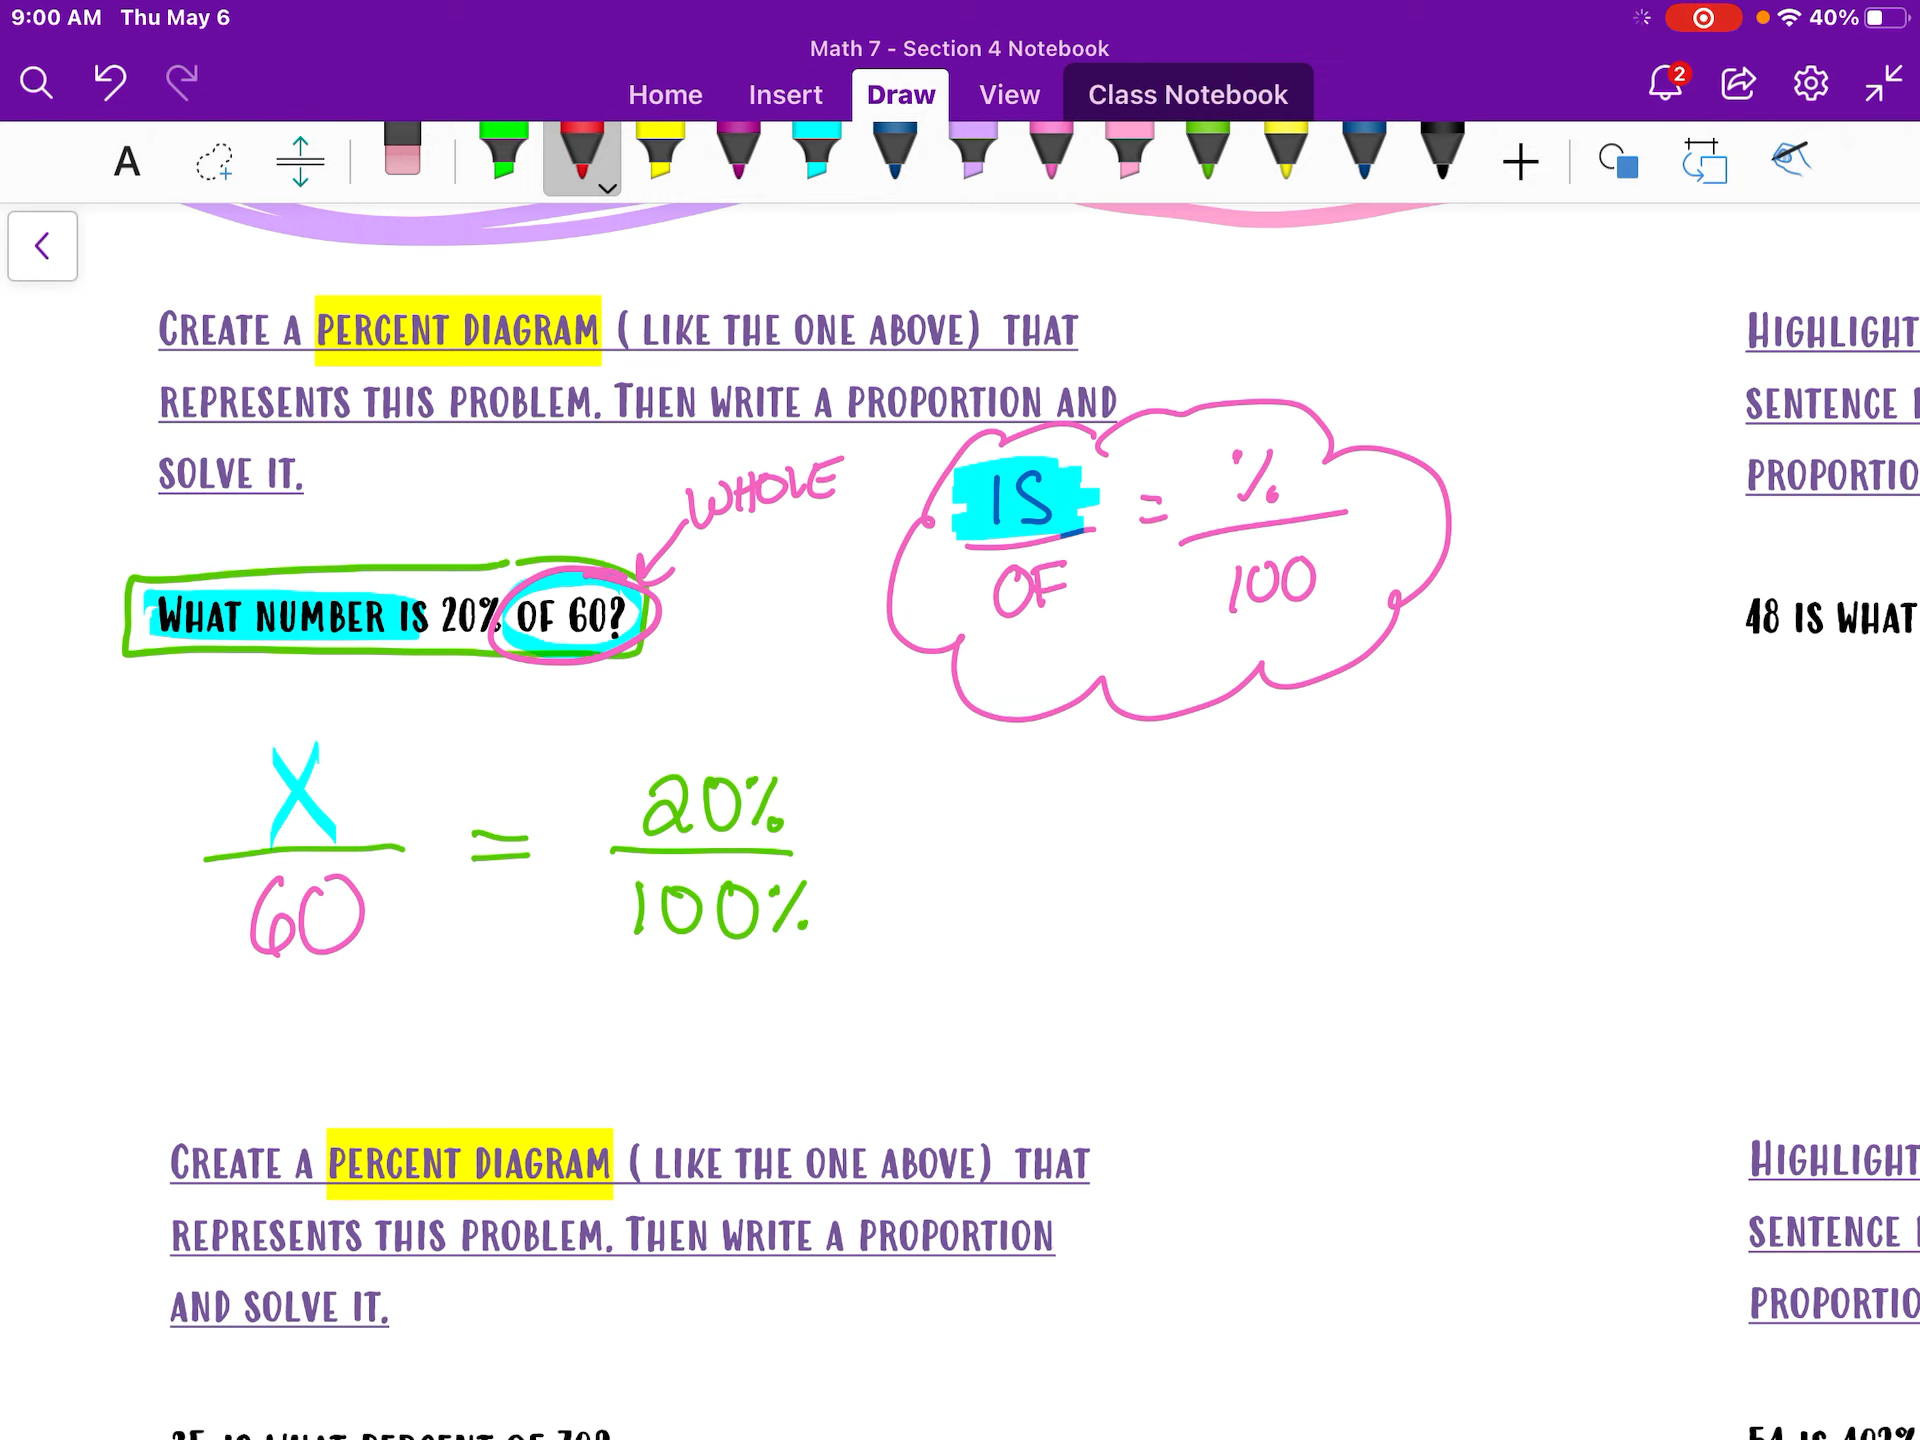 9:00 AM Thu May 6
40%
Math 7 - Section 4 Notebook
Home Insert Draw View Class Notebook
2
A
CREATE A PERCENT DIAGRAM ( LIKE THE ONE ABOVE) THAT
REPRESENTS THIS PROBLEM. THEN WRITE A PROPORTION AND
SOLVE IT.
WHOLE
IS = %
OF 100
WHAT NUMBER IS 20% OF 60?
X = 20%
60 100%
HIGHLIGHT
SENTENCE
PROPORTIO
48 IS WHAT
CREATE A PERCENT DIAGRAM ( LIKE THE ONE ABOVE) THAT
REPRESENTS THIS PROBLEM. THEN WRITE A PROPORTION
AND SOLVE IT.
HIGHLIGHT
SENTENCE
PROPORTIO